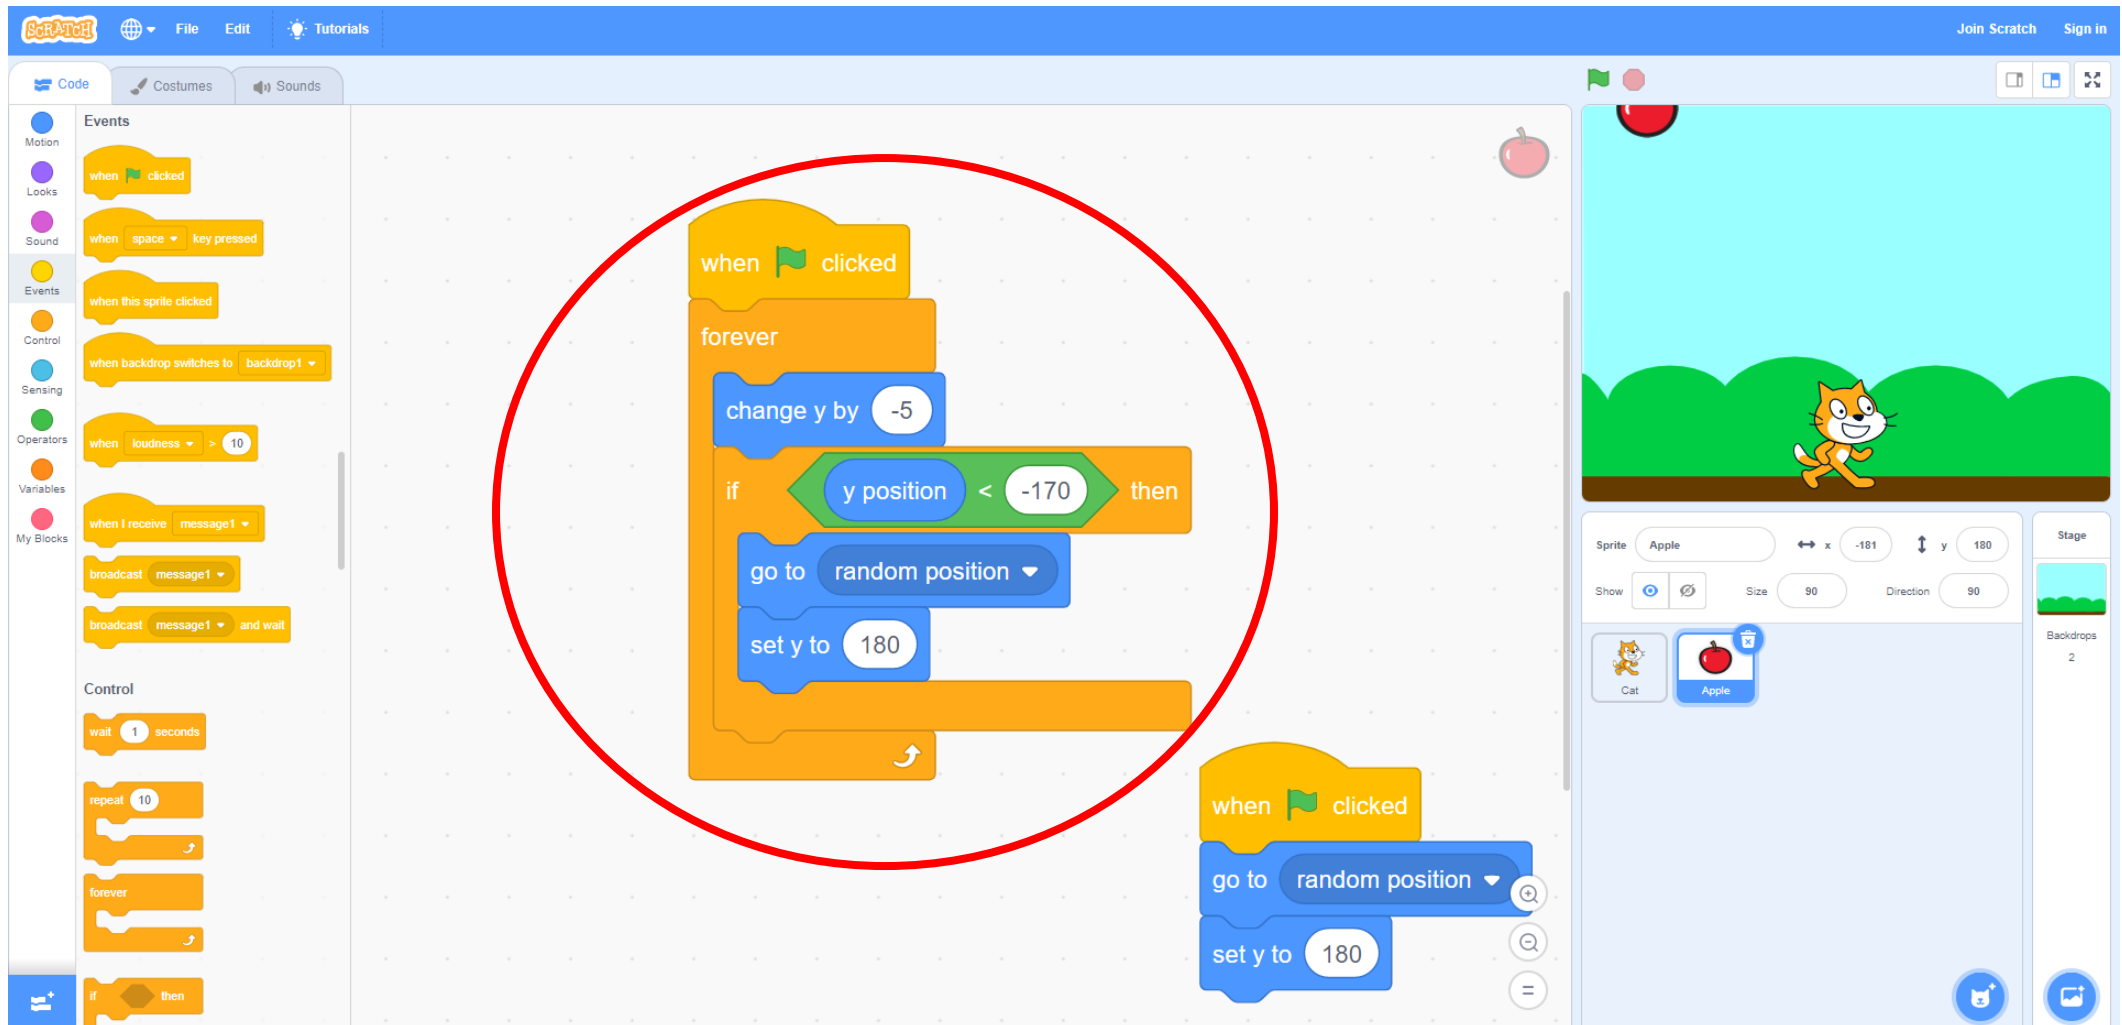 SCRATCH File Edit Tutorials Join Scratch Sign in
Code Costumes Sounds
Motion
Looks
Sound
Events
Control
Sensing
Operators
Variables
My Blocks
Events
when clicked
when space key pressed
when this sprite clicked
when backdrop switches to backdrop1
when loudness > 10
when I receive message1
broadcast message1
broadcast message1 and wait
Control
wait 1 seconds
repeat 10
forever
if then
when clicked
forever
change y by -5
if y position < -170 then
go to random position
set y to 180
when clicked
go to random position
set y to 180
=
Sprite Apple x -181 y 180
Show Size 90 Direction 90
Cat
Apple
Stage
Backdrops
2